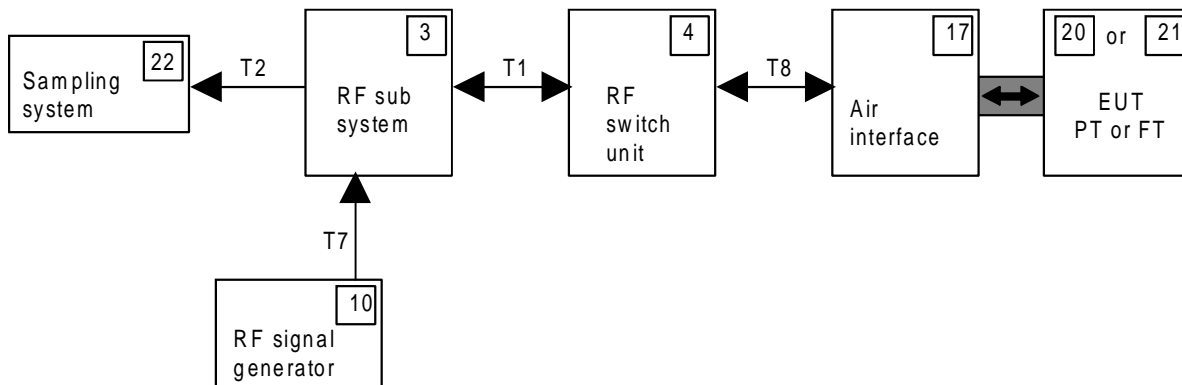 22
Sampling
system
T2
3
RF sub
system
T1
4
RF
switch
unit
T8
17
Air
interface
20 or 21
EUT
PT or FT
T7
10
RF signal
generator